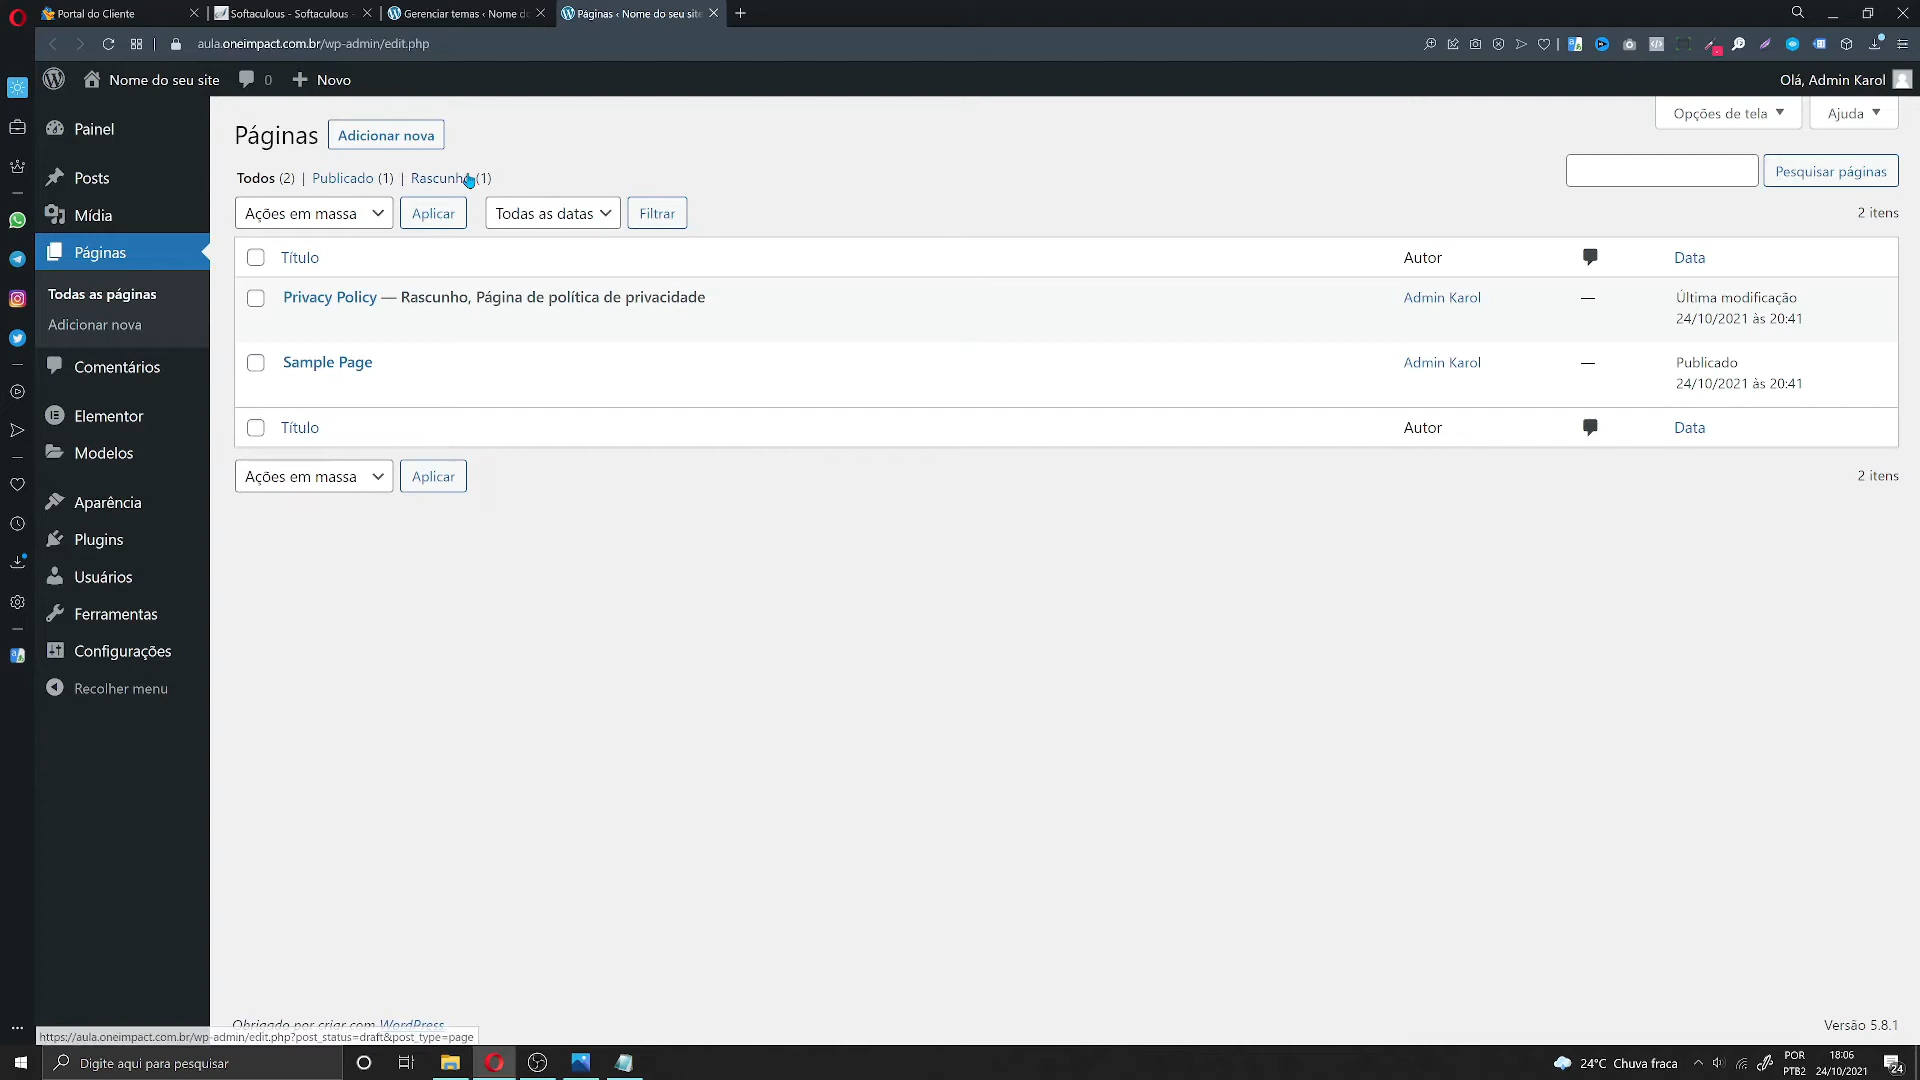 Portal do Cliente
Softaculous - Softaculous
Gerenciar temas ‹ Nome d
Páginas ‹ Nome do seu site
aula.oneimpact.com.br/wp-admin/edit.php
Nome do seu site 0 Novo
Olá, Admin Karol
Painel
Posts
Mídia
Páginas
Todas as páginas
Adicionar nova
Comentários
Elementor
Modelos
Aparência
Plugins
Usuários
Ferramentas
Configurações
Recolher menu
Opções de tela
Ajuda
Páginas Adicionar nova
Todos (2) | Publicado (1) | Rascunho (1)
Pesquisar páginas
Ações em massa Aplicar Todas as datas Filtrar
2 itens
Título Autor Data
Privacy Policy — Rascunho, Página de política de privacidade Admin Karol — Última modificação
24/10/2021 às 20:41
Sample Page Admin Karol — Publicado
24/10/2021 às 20:41
Título Autor Data
Ações em massa Aplicar
2 itens
Obrigado por criar com WordPress
Versão 5.8.1
https://aula.oneimpact.com.br/wp-admin/edit.php?post_status=draft&post_type=page
Digite aqui para pesquisar
24°C Chuva fraca
POR
PTB2
18:06
24/10/2021
24